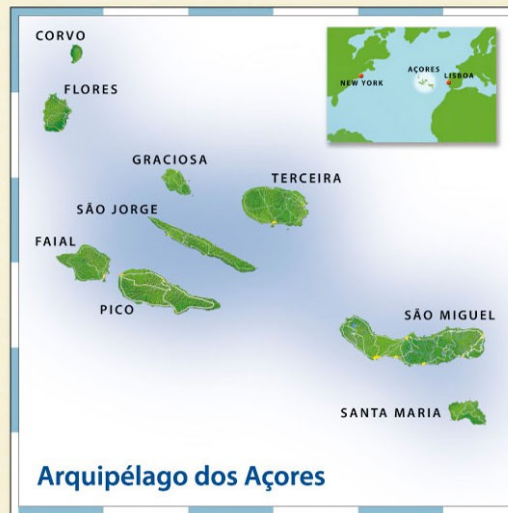 CORVO
FLORES
AÇORES
NEW YORK
LISBOA
GRACIOSA
TERCEIRA
SÃO JORGE
FAIAL
PICO
SÃO MIGUEL
SANTA MARIA
Arquipélago dos Açores